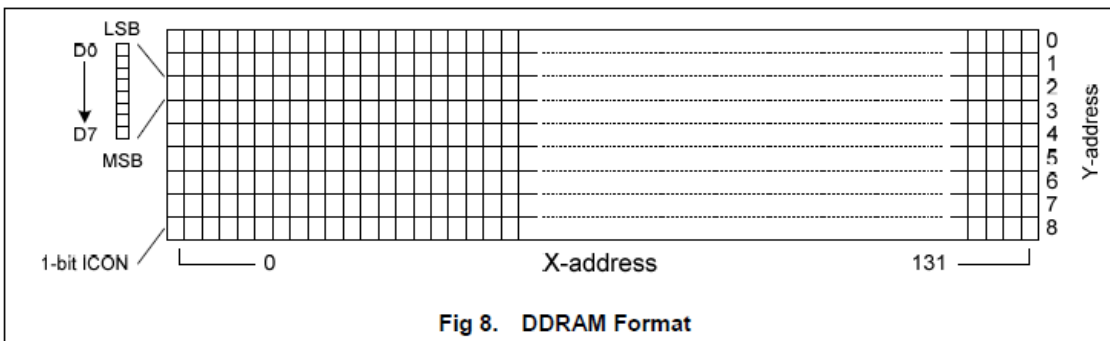 LSB
D0
D7
MSB
1-bit ICON
0
1
2
3
4
5
6
7
8
Y-address
0
X-address
131
Fig 8. DDRAM Format